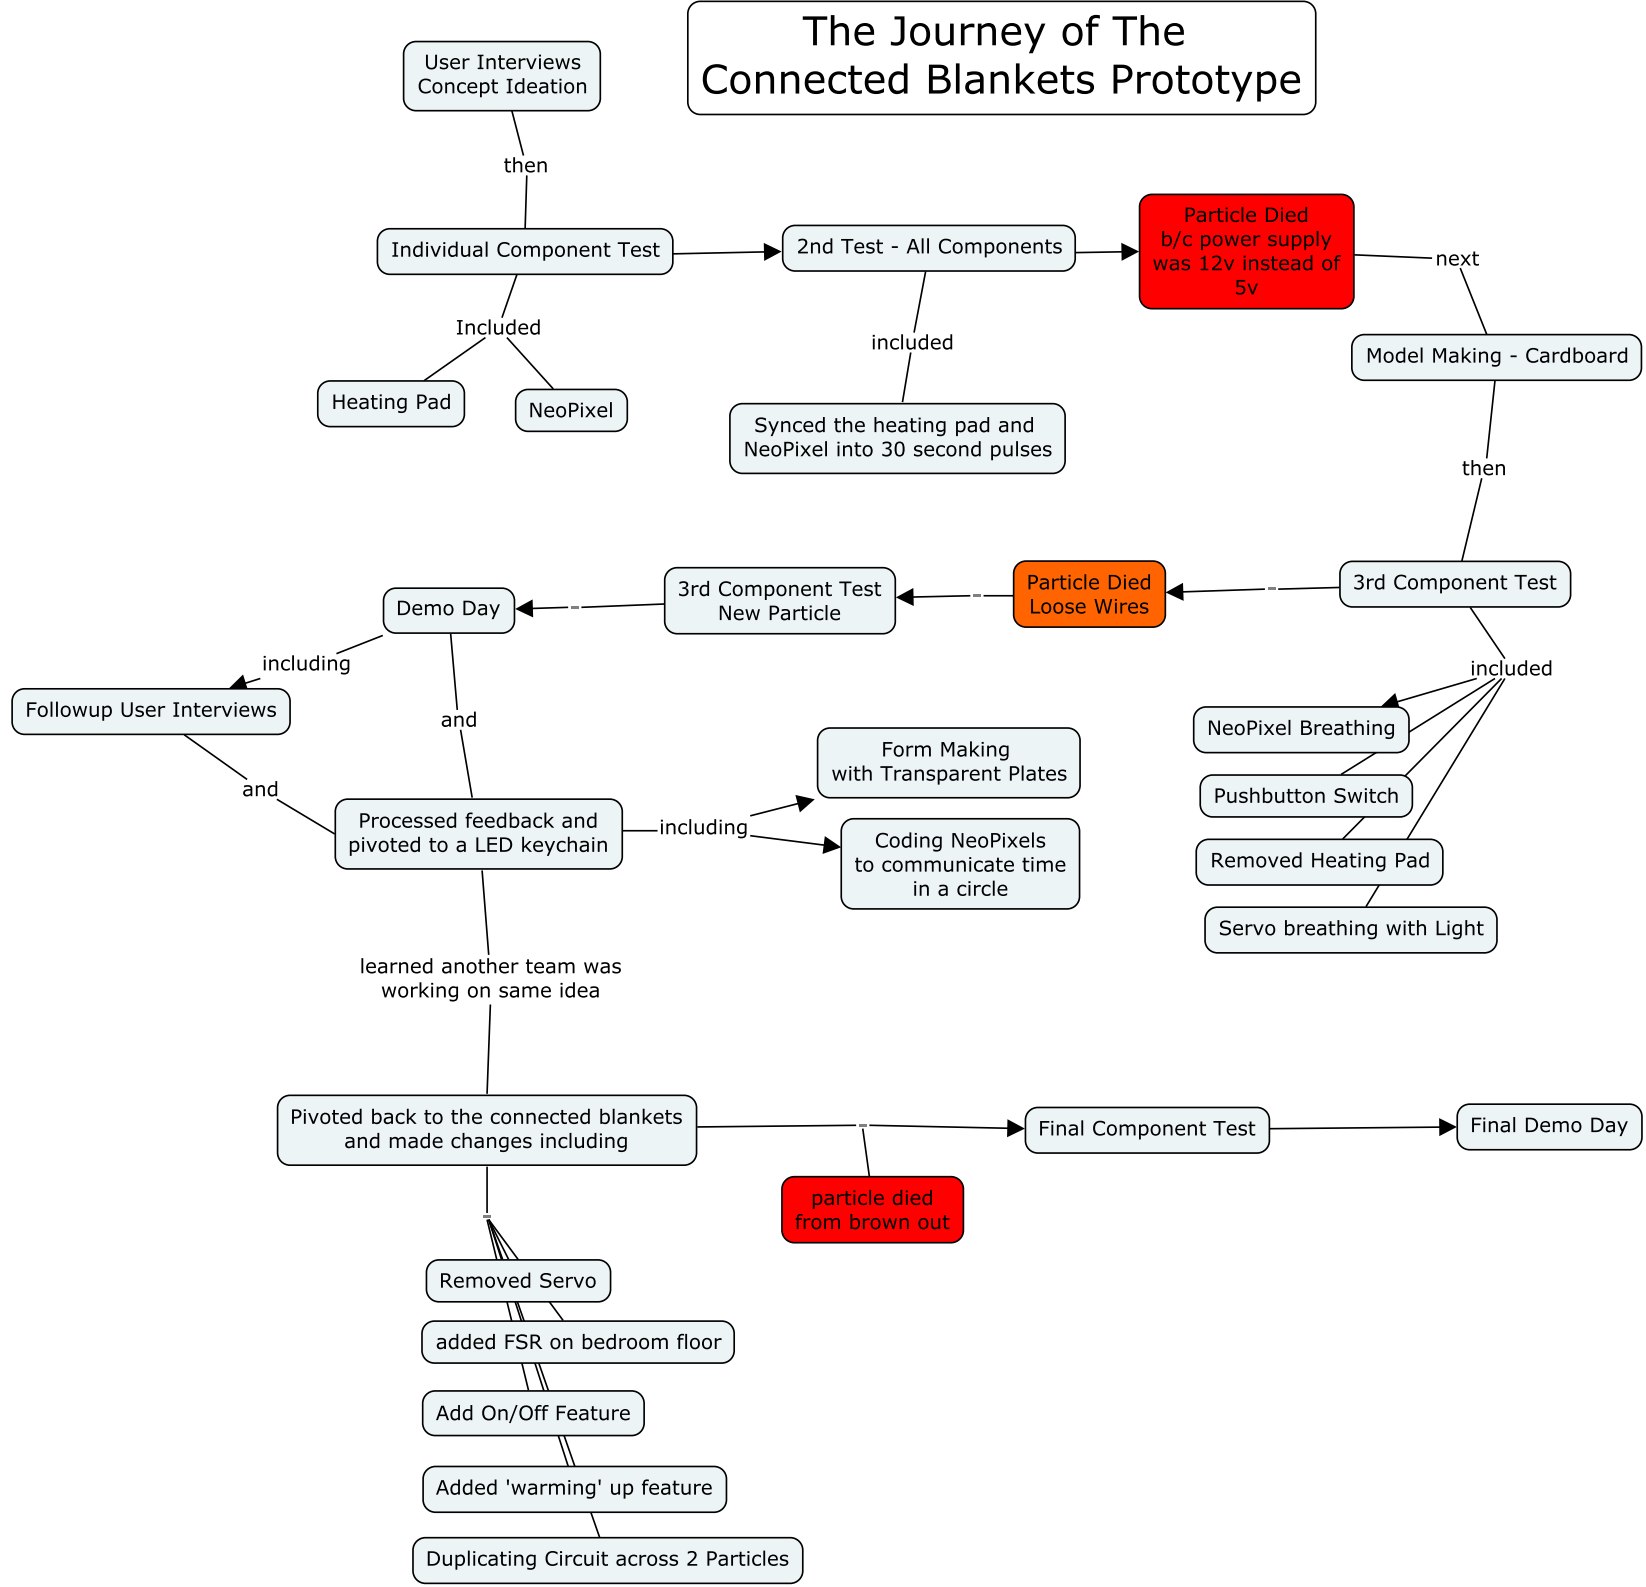 The Journey of The
Connected Blankets Prototype
User Interviews
Concept Ideation
then
Individual Component Test
Included
Heating Pad
NeoPixel
2nd Test - All Components
included
Synced the heating pad and
NeoPixel into 30 second pulses
Particle Died
b/c power supply
was 12v instead of
5v
next
Model Making - Cardboard
then
3rd Component Test
included
NeoPixel Breathing
Pushbutton Switch
Removed Heating Pad
Servo breathing with Light
Particle Died
Loose Wires
3rd Component Test
New Particle
Demo Day
including
Followup User Interviews
and
and
Processed feedback and
pivoted to a LED keychain
including
Form Making
with Transparent Plates
Coding NeoPixels
to communicate time
in a circle
learned another team was
working on same idea
Pivoted back to the connected blankets
and made changes including
particle died
from brown out
Final Component Test
Final Demo Day
Removed Servo
added FSR on bedroom floor
Add On/Off Feature
Added 'warming' up feature
Duplicating Circuit across 2 Particles